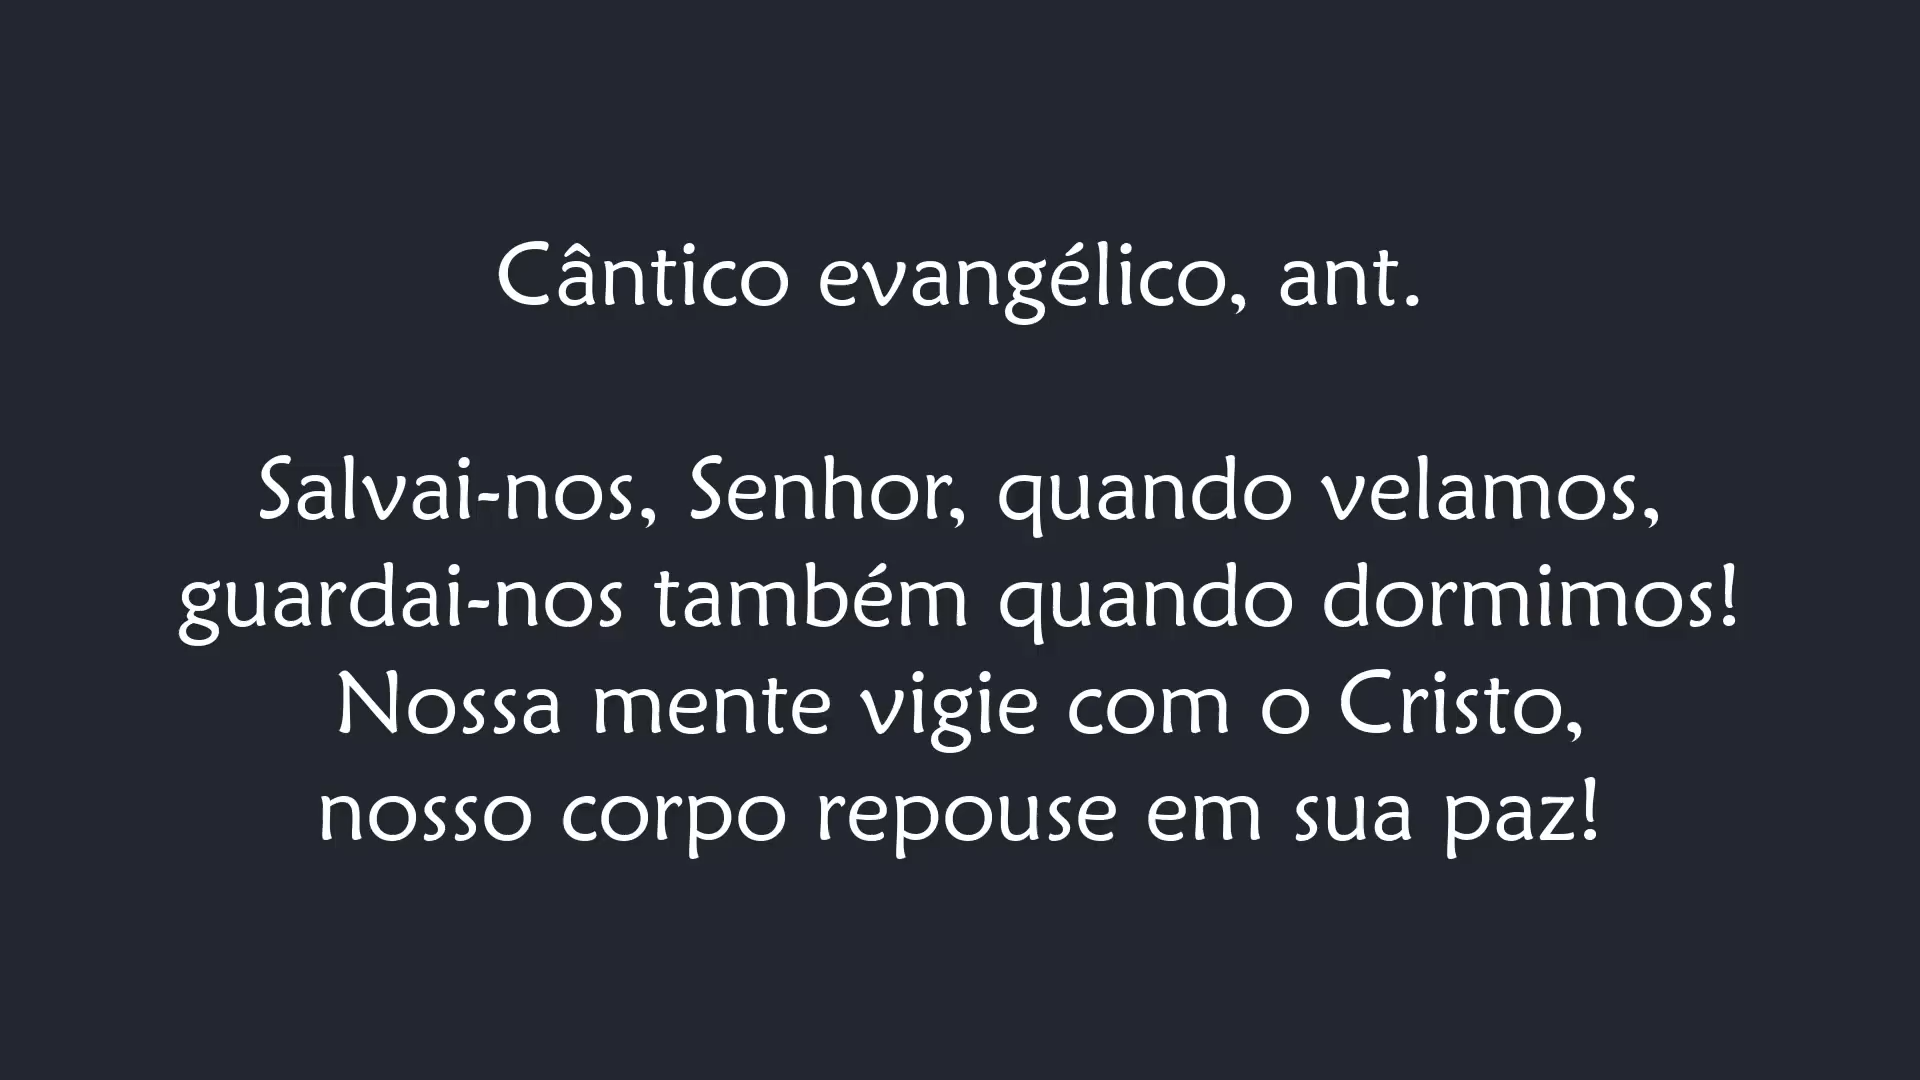 Cântico evangélico, ant.
Salvai-nos, Senhor, quando velamos,
guardai-nos também quando dormimos!
Nossa mente vigie com o Cristo,
nosso corpo repouse em sua paz!